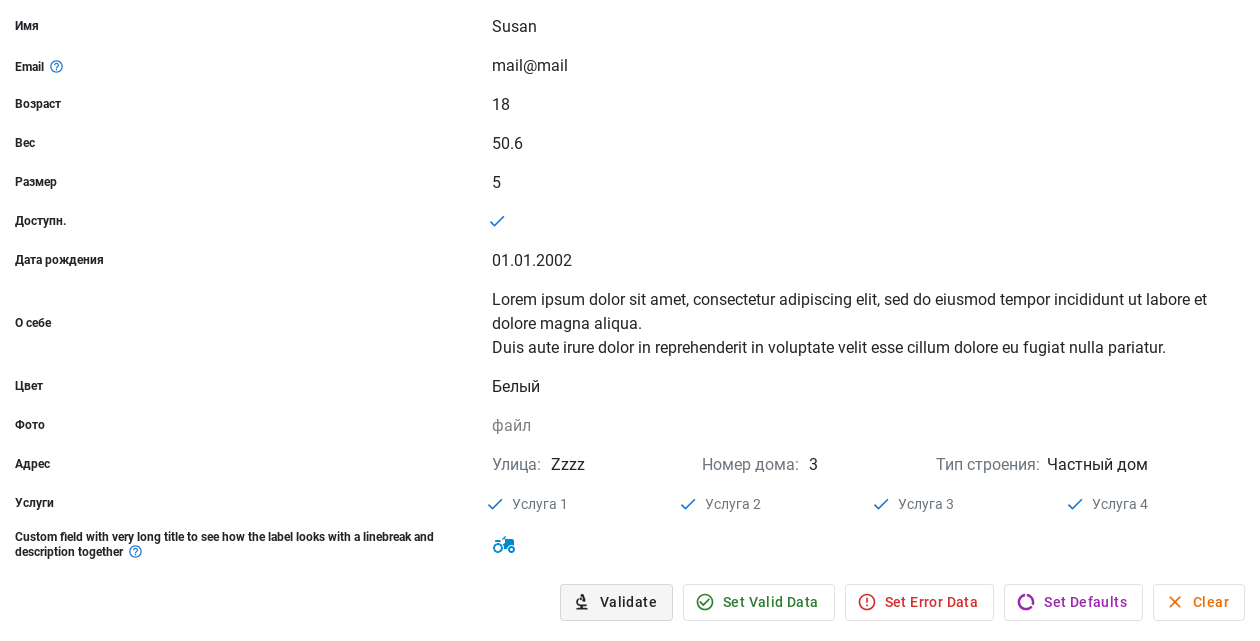 Имя Susan
Email mail@mail
Возраст 18
Вес 50.6
Размер 5
Доступн.
Дата рождения 01.01.2002
О себе
Lorem ipsum dolor sit amet, consectetur adipiscing elit, sed do eiusmod tempor incididunt ut labore et
dolore magna aliqua.
Duis aute irure dolor in reprehenderit in voluptate velit esse cillum dolore eu fugiat nulla pariatur.
Цвет Белый
Фото файл
Адрес Улица: Zzzz Номер дома: 3 Тип строения: Частный дом
Услуги Услуга 1 Услуга 2 Услуга 3 Услуга 4
Custom field with very long title to see how the label looks with a linebreak and
description together
Validate Set Valid Data Set Error Data Set Defaults Clear